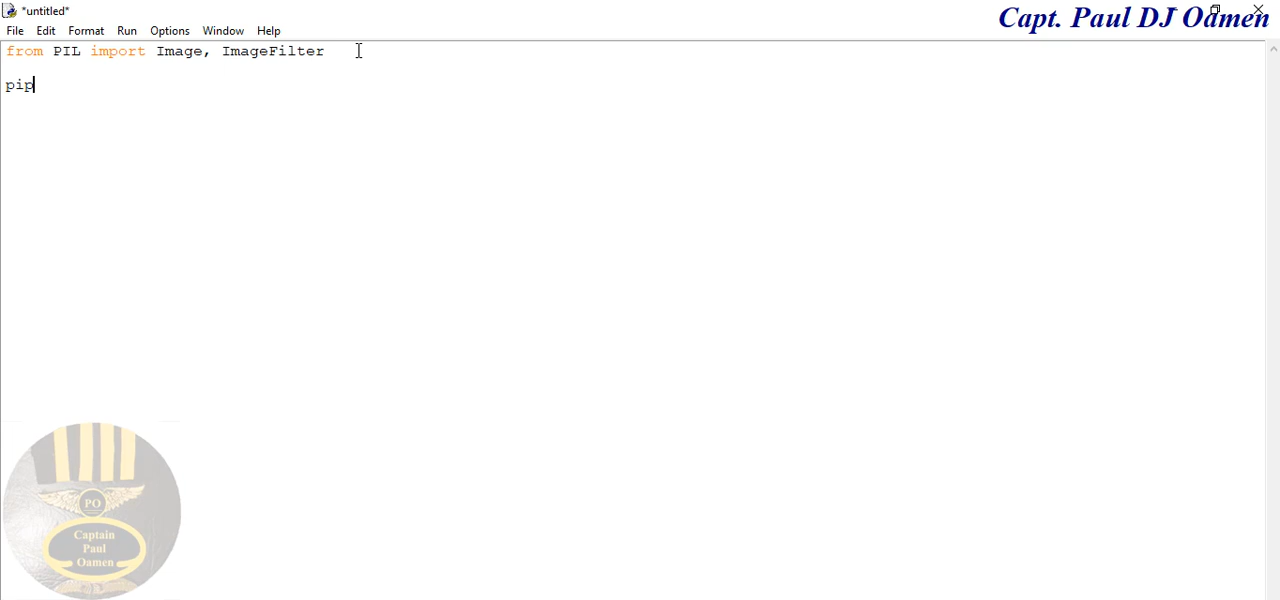 *untitled*
Capt. Paul DJ Oamen
File Edit Format Run Options Window Help
from PIL import Image, ImageFilter
pip
PO
Captain
Paul
Oamen